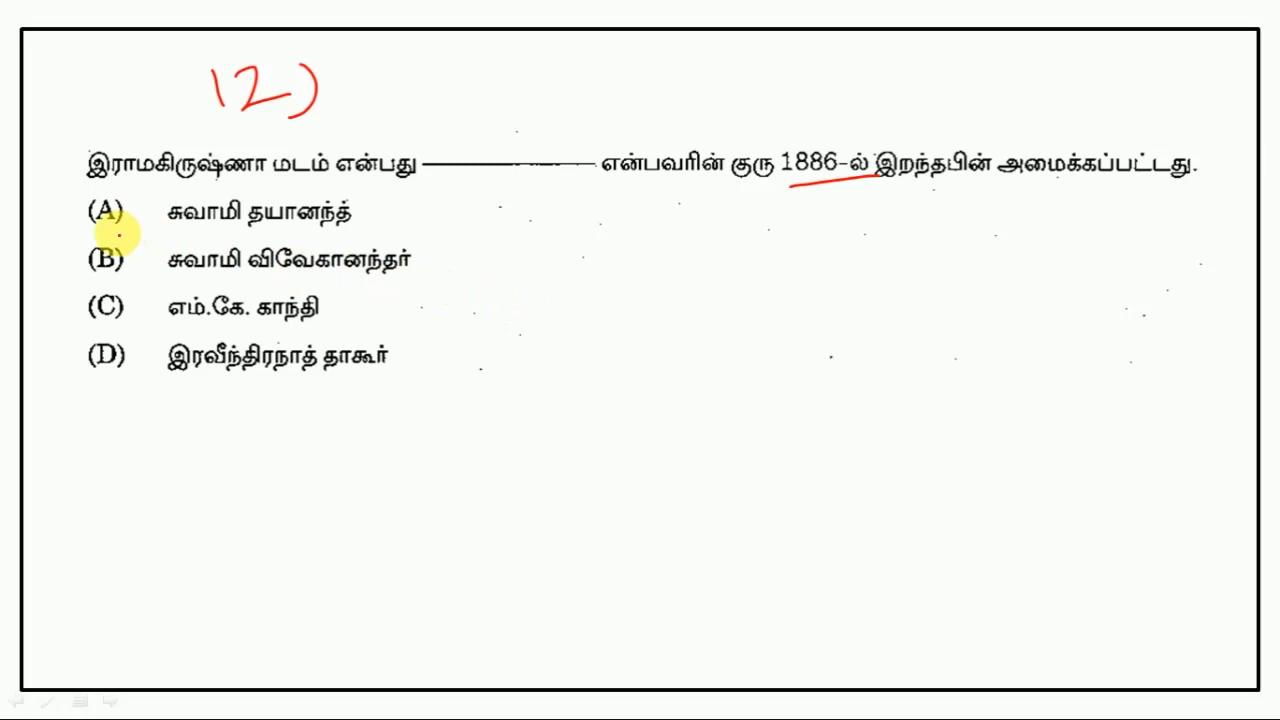 12)
இராமகிருஷ்ணா மடம் என்பது ————— என்பவரின் குரு 1886-ல் இறந்தபின் அமைக்கப்பட்டது.
(A) சுவாமி தயானந்த்
(B) சுவாமி விவேகானந்தர்
(C) எம்.கே. காந்தி
(D) இரவீந்திரநாத் தாகூர்